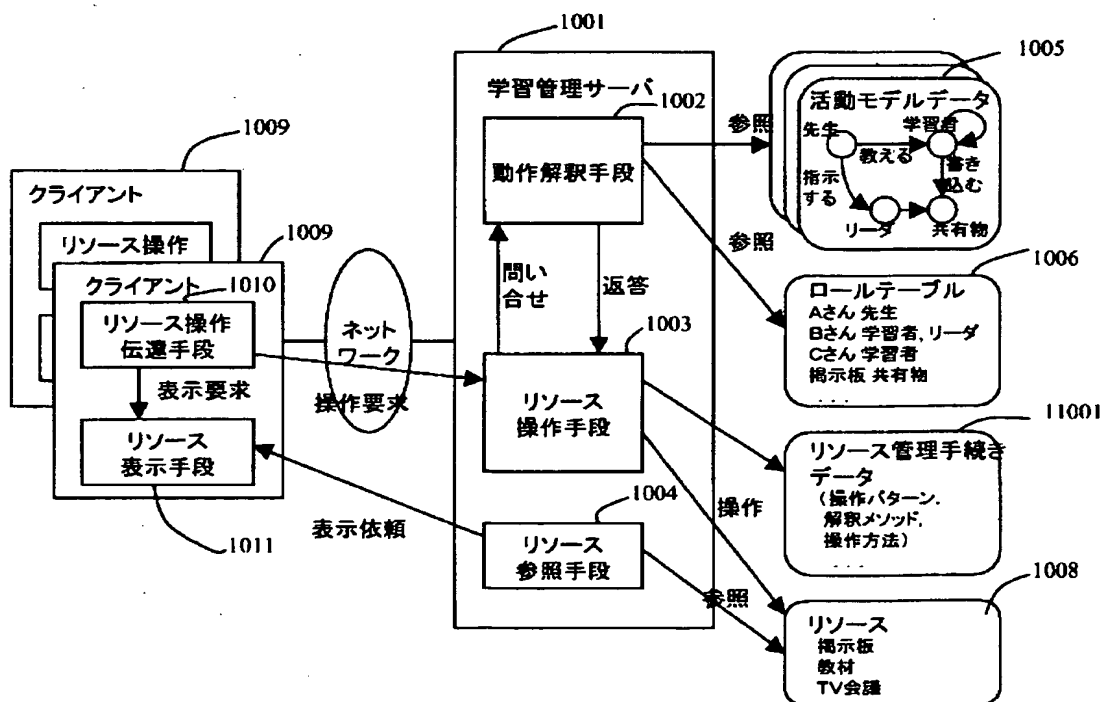 1001
学習管理サーバ
1002
動作解釈手段
問い
合せ
返答
1003
リソース
操作手段
1004
リソース
参照手段
1009
クライアント
リソース操作
1009
クライアント
1010
リソース操作
伝達手段
表示要求
リソース
表示手段
1011
ネット
ワーク
操作要求
表示依頼
参照
参照
操作
参照
1005
活動モデルデータ
先生
学習者
教える
書き
込む
指示
する
リーダ
共有物
1006
ロールテーブル
Aさん 先生
Bさん 学習者, リーダ
Cさん 学習者
掲示板 共有物
. . .
11001
リソース管理手続き
データ
(操作パターン,
解釈メソッド,
操作方法)
. . .
1008
リソース
掲示板
教材
TV会議